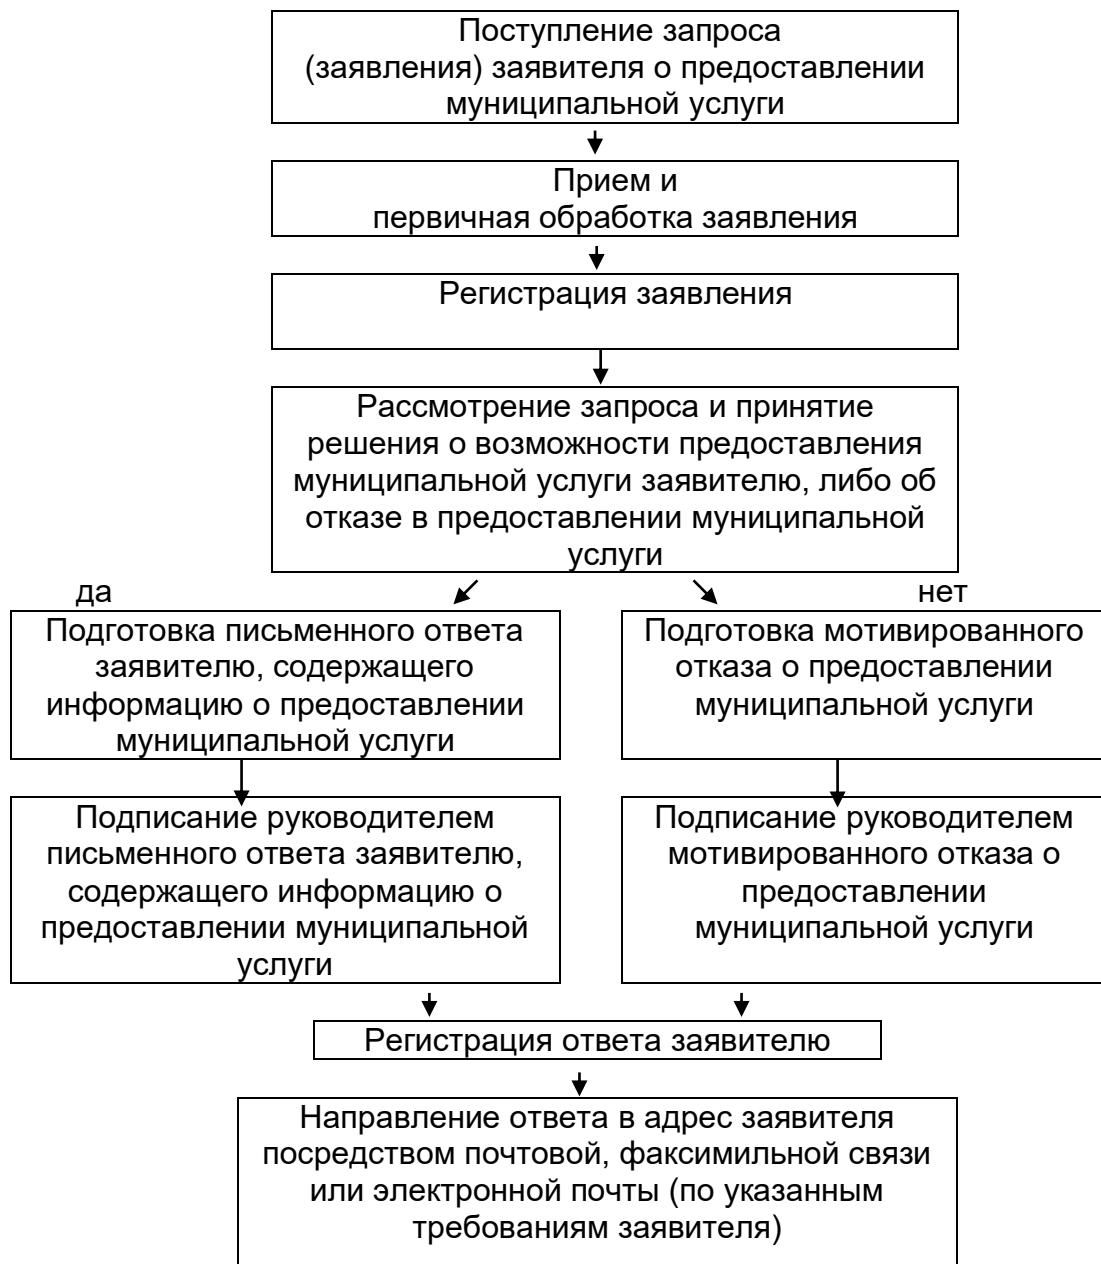 Поступление запроса
(заявления) заявителя о предоставлении
муниципальной услуги
Прием и
первичная обработка заявления
Регистрация заявления
Рассмотрение запроса и принятие
решения о возможности предоставления
муниципальной услуги заявителю, либо об
отказе в предоставлении муниципальной
услуги
да
нет
Подготовка письменного ответа
заявителю, содержащего
информацию о предоставлении
муниципальной услуги
Подготовка мотивированного
отказа о предоставлении
муниципальной услуги
Подписание руководителем
письменного ответа заявителю,
содержащего информацию о
предоставлении муниципальной
услуги
Подписание руководителем
мотивированного отказа о
предоставлении
муниципальной услуги
Регистрация ответа заявителю
Направление ответа в адрес заявителя
посредством почтовой, факсимильной связи
или электронной почты (по указанным
требованиям заявителя)